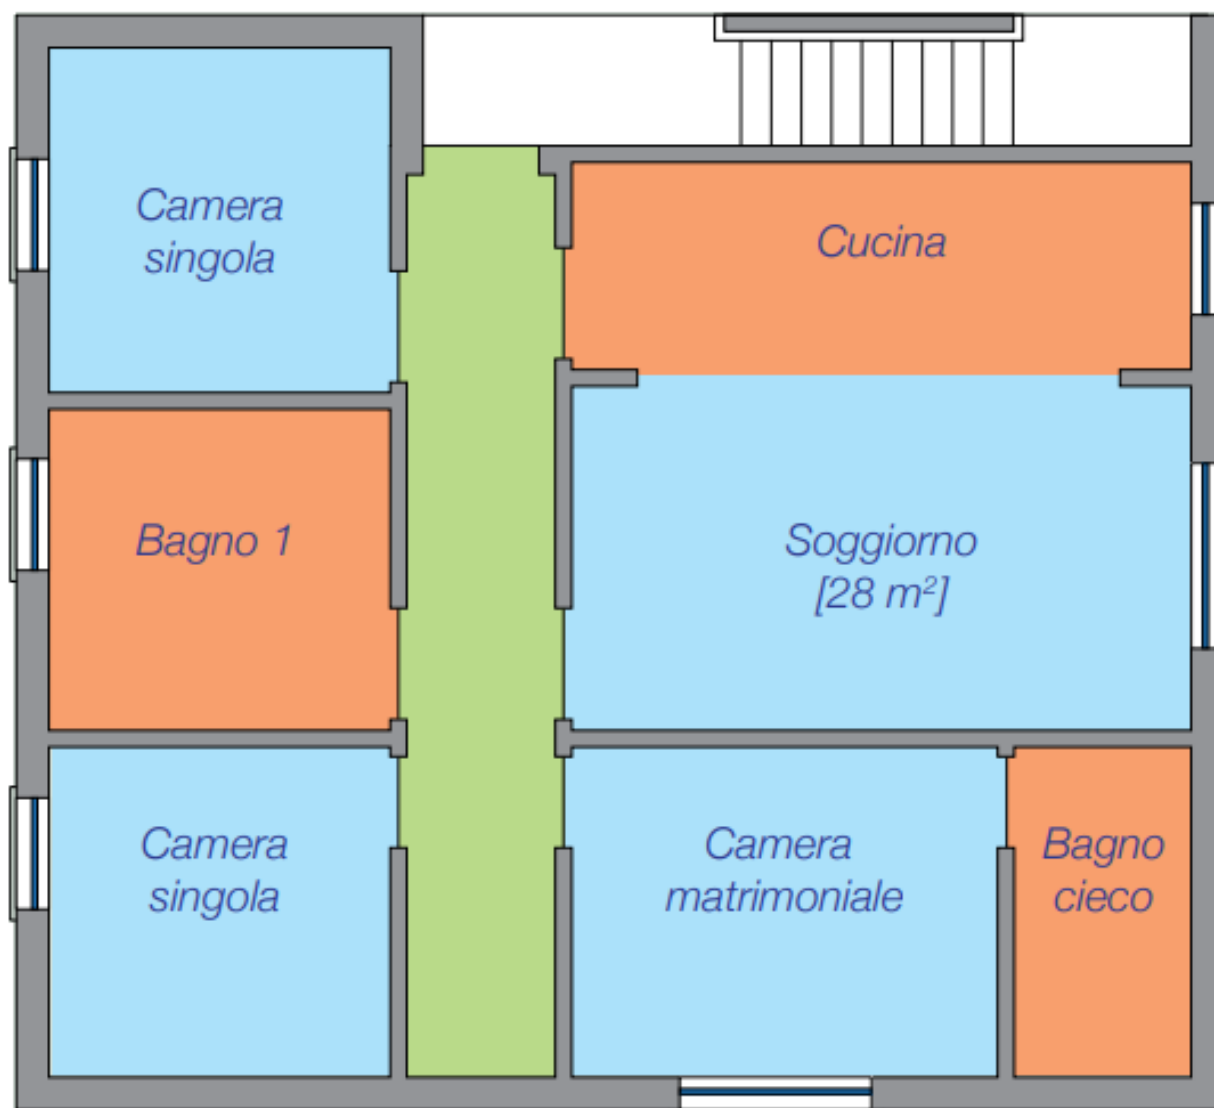 Camera
singola
Cucina
Bagno 1
Soggiorno
[28 m²]
Camera
singola
Camera
matrimoniale
Bagno
cieco